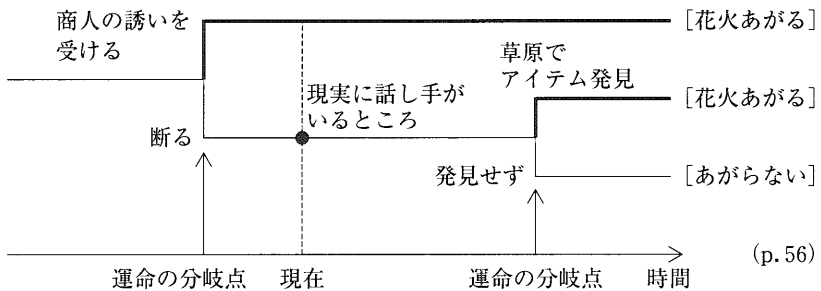 商人の誘いを
受ける
[花火あがる]
草原で
アイテム発見
現実に話し手が
いるところ
[花火あがる]
断る
発見せず
[あがらない]
(p.56)
運命の分岐点
現在
運命の分岐点
時間